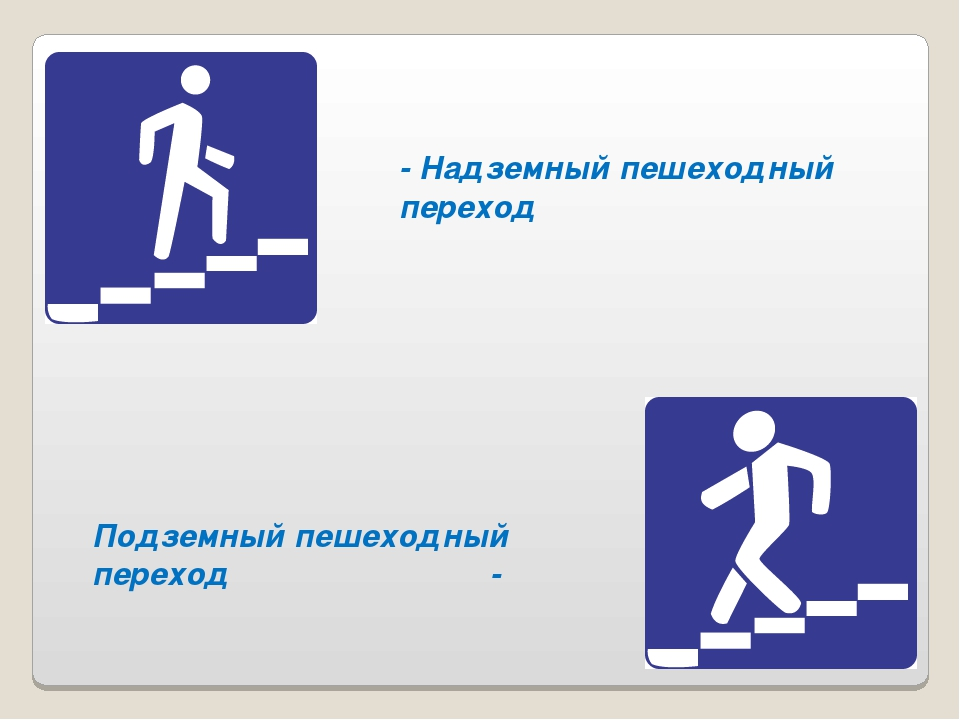 - Надземный пешеходный
переход
Подземный пешеходный
переход -